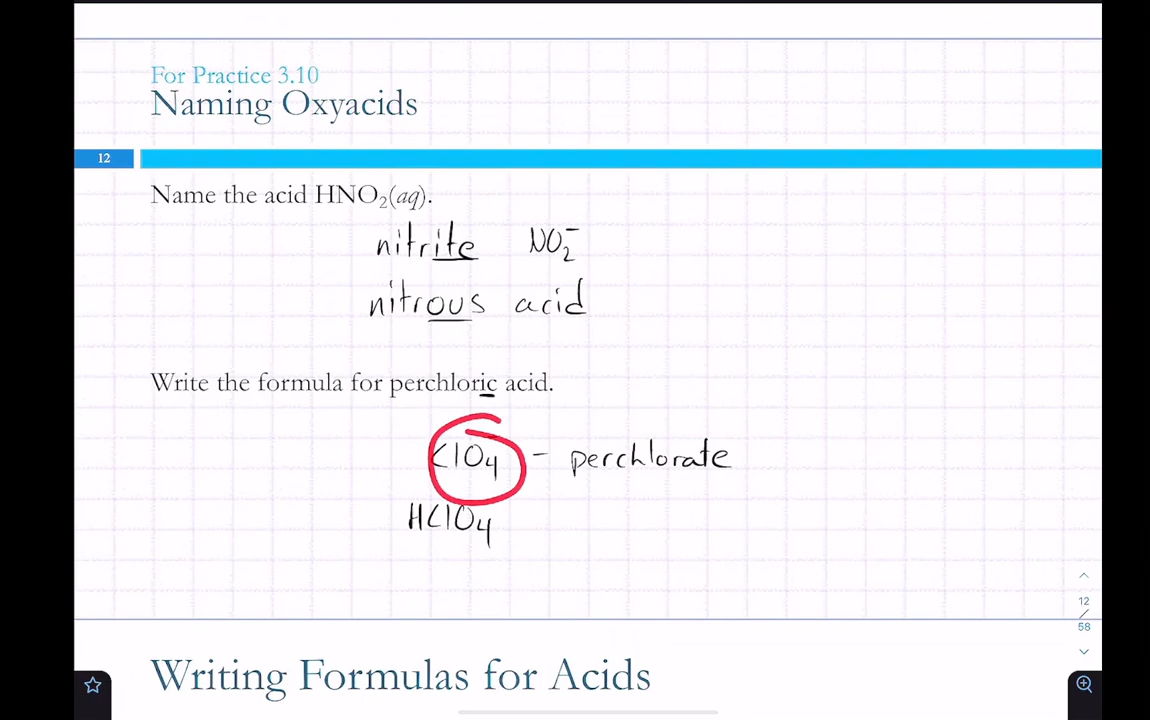 For Practice 3.10
Naming Oxyacids
12
Name the acid HNO₂(aq).
nitrite NO₂⁻
nitrous acid
Write the formula for perchloric acid.
ClO₄ – perchlorate
HClO₄
12
/
58
Writing Formulas for Acids